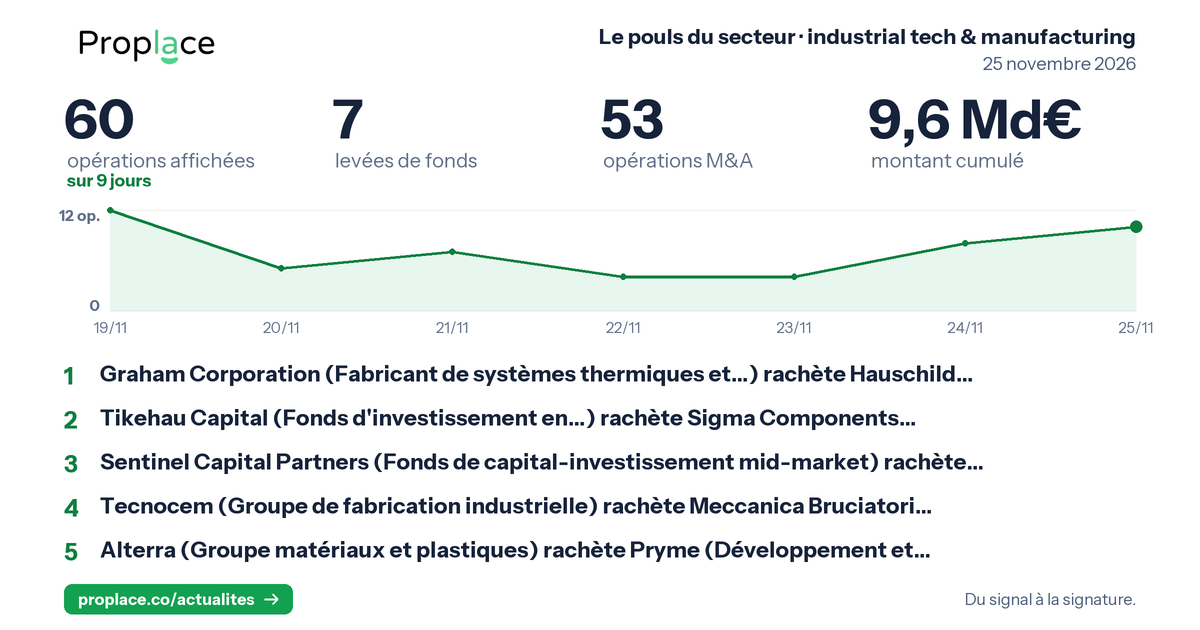 Proplace
Le pouls du secteur · industrial tech & manufacturing
25 novembre 2026
60
opérations affichées
sur 9 jours
7
levées de fonds
53
opérations M&A
9,6 Md€
montant cumulé
12 op.
0
19/11 20/11 21/11 22/11 23/11 24/11 25/11
1 Graham Corporation (Fabricant de systèmes thermiques et…) rachète Hauschild…
2 Tikehau Capital (Fonds d'investissement en…) rachète Sigma Components…
3 Sentinel Capital Partners (Fonds de capital-investissement mid-market) rachète…
4 Tecnocem (Groupe de fabrication industrielle) rachète Meccanica Bruciatori…
5 Alterra (Groupe matériaux et plastiques) rachète Pryme (Développement et…
proplace.co/actualites →
Du signal à la signature.